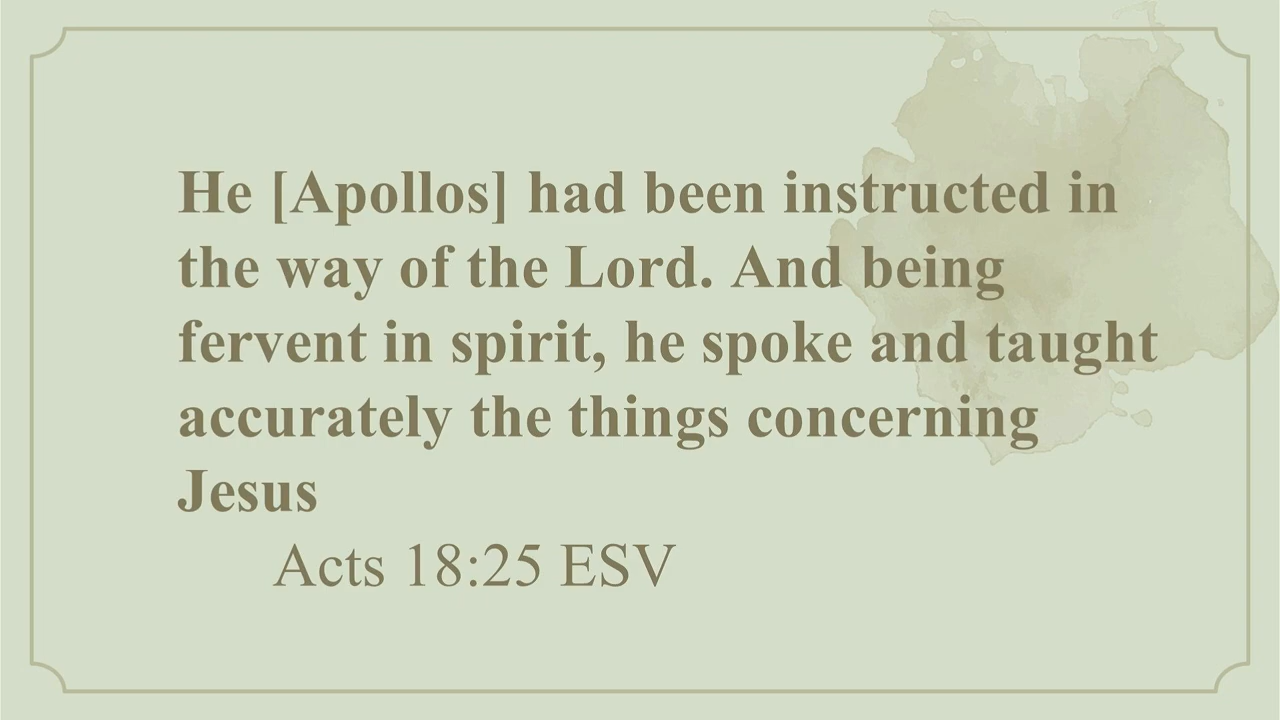 He [Apollos] had been instructed in
the way of the Lord. And being
fervent in spirit, he spoke and taught
accurately the things concerning
Jesus
Acts 18:25 ESV